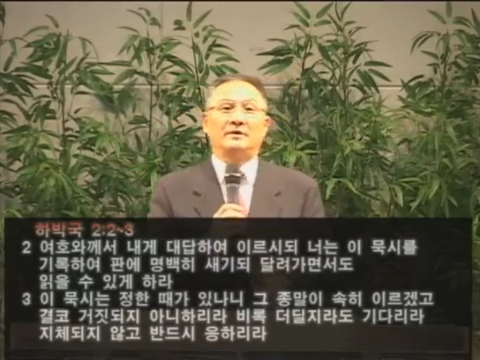 하박국 2:2~3
2 여호와께서 내게 대답하여 이르시되 너는 이 묵시를
기록하여 판에 명백히 새기되 달려가면서도
읽을 수 있게 하라
3 이 묵시는 정한 때가 있나니 그 종말이 속히 이르겠고
결코 거짓되지 아니하리라 비록 더딜지라도 기다리라
지체되지 않고 반드시 응하리라